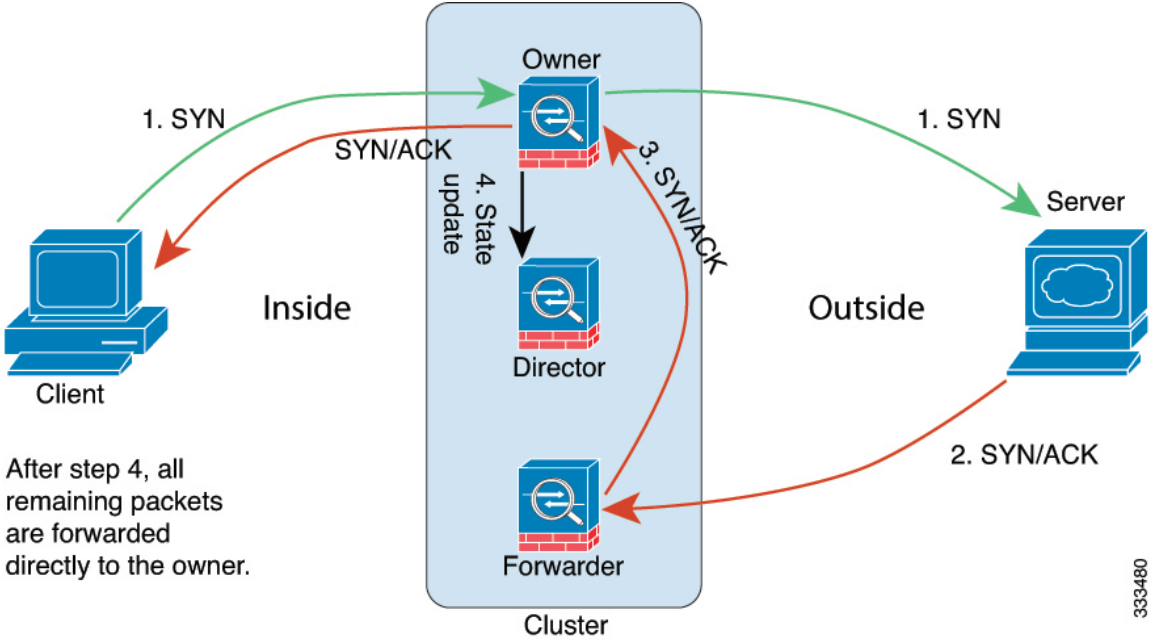 Owner
1. SYN
1. SYN
SYN/ACK
3. SYN/ACK
4. State
update
Server
Inside
Outside
Director
Client
2. SYN/ACK
After step 4, all
remaining packets
are forwarded
directly to the owner.
Forwarder
Cluster
333480